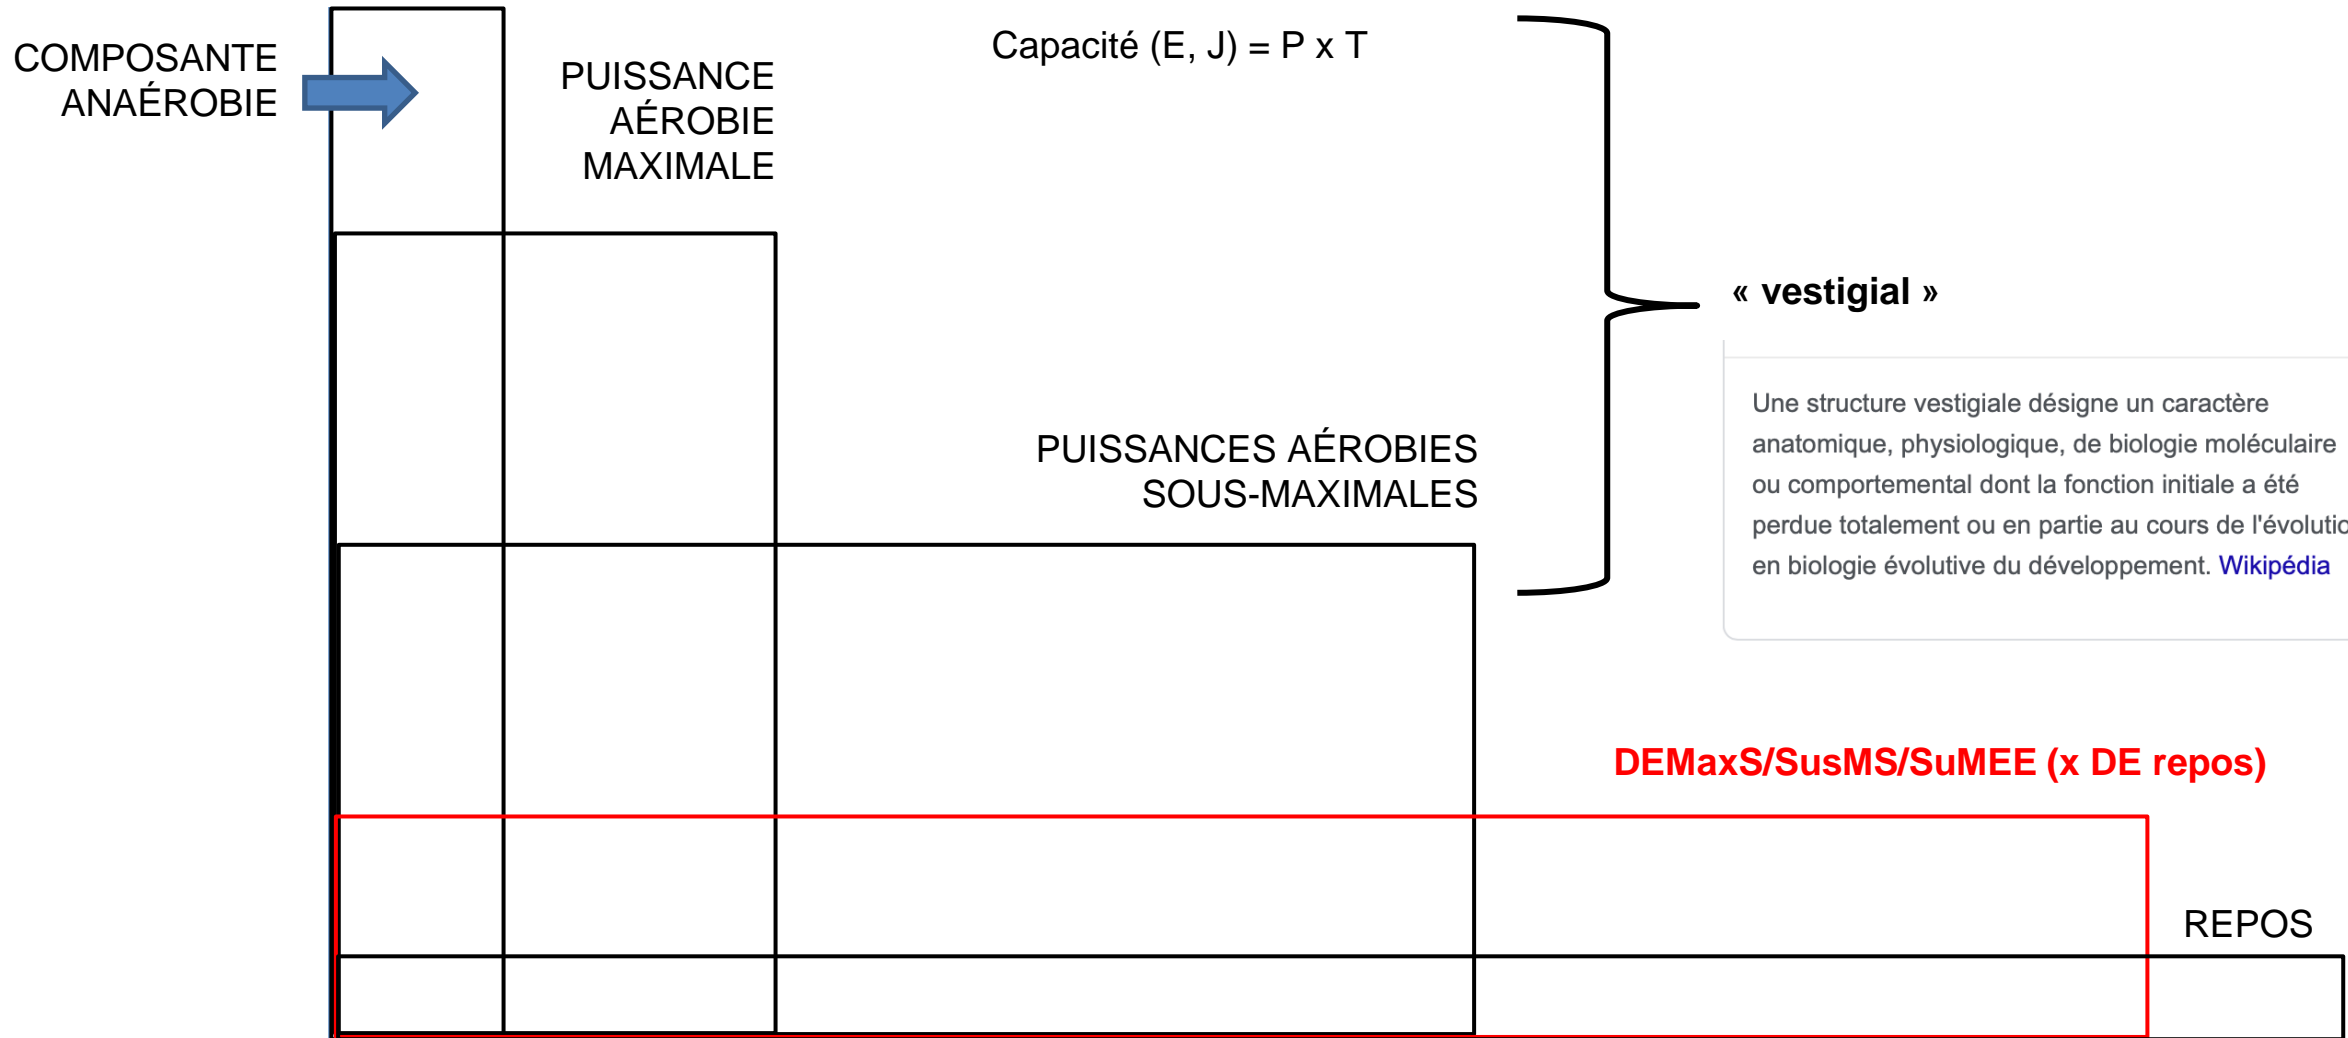 COMPOSANTE
ANAÉROBIE
PUISSANCE
AÉROBIE
MAXIMALE
Capacité (E, J) = P x T
« vestigial »
Une structure vestigiale désigne un caractère
anatomique, physiologique, de biologie moléculaire
ou comportemental dont la fonction initiale a été
perdue totalement ou en partie au cours de l'évolutio
en biologie évolutive du développement. Wikipédia
PUISSANCES AÉROBIES
SOUS-MAXIMALES
DEMaxS/SusMS/SuMEE (x DE repos)
REPOS